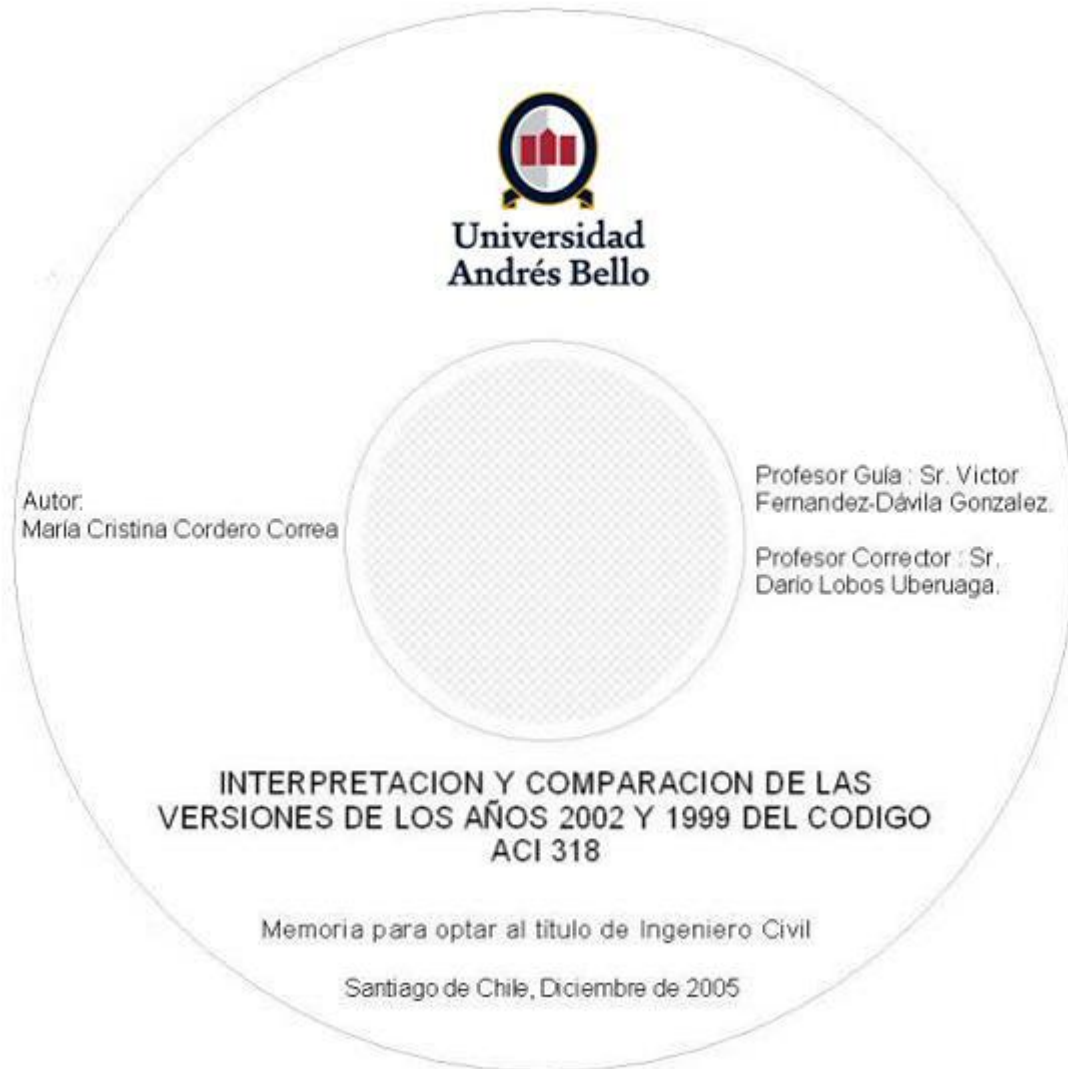 Universidad
Andrés Bello
Autor:
María Cristina Cordero Correa
Profesor Guía : Sr. Victor
Fernandez-Dávila Gonzalez.
Profesor Corrector : Sr.
Darío Lobos Uberuaga.
INTERPRETACION Y COMPARACION DE LAS
VERSIONES DE LOS AÑOS 2002 Y 1999 DEL CODIGO
ACI 318
Memoria para optar al título de Ingeniero Civil
Santiago de Chile, Diciembre de 2005